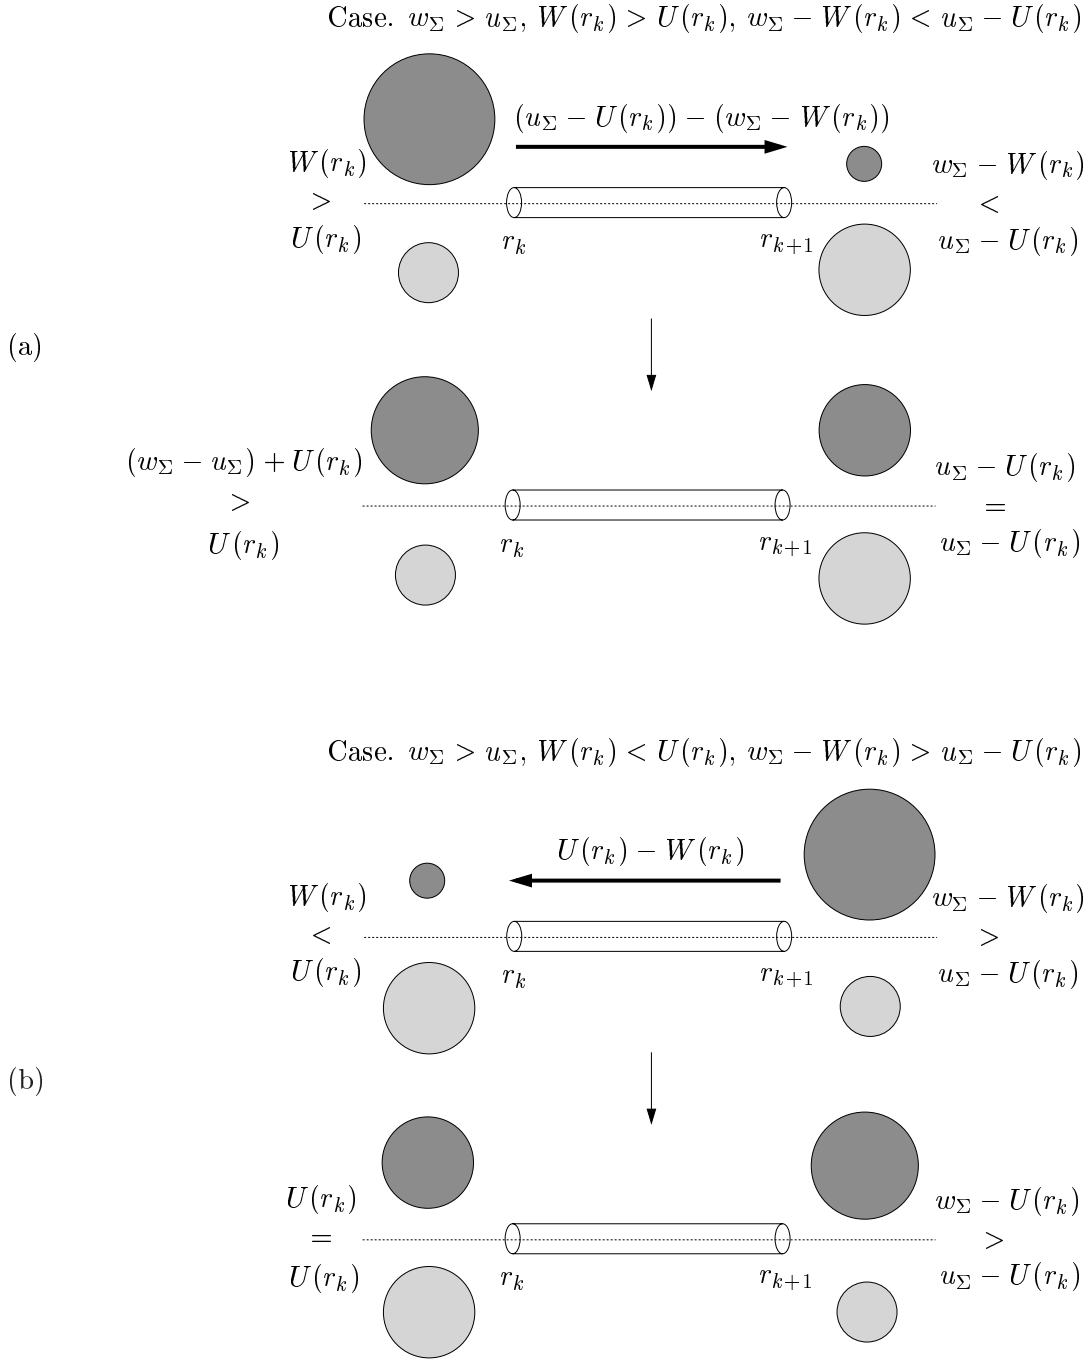 Case. w_Σ > u_Σ, W(r_k) > U(r_k), w_Σ − W(r_k) < u_Σ − U(r_k)
(u_Σ − U(r_k)) − (w_Σ − W(r_k))
W(r_k) w_Σ − W(r_k)
> <
U(r_k) r_k r_{k+1} u_Σ − U(r_k)
(a)
(w_Σ − u_Σ) + U(r_k) u_Σ − U(r_k)
> =
U(r_k) r_k r_{k+1} u_Σ − U(r_k)
Case. w_Σ > u_Σ, W(r_k) < U(r_k), w_Σ − W(r_k) > u_Σ − U(r_k)
U(r_k) − W(r_k)
W(r_k) w_Σ − W(r_k)
< >
U(r_k) r_k r_{k+1} u_Σ − U(r_k)
(b)
U(r_k) w_Σ − U(r_k)
= >
U(r_k) r_k r_{k+1} u_Σ − U(r_k)